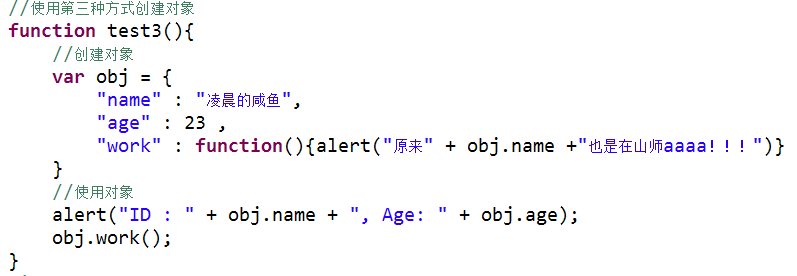 //使用第三种方式创建对象
function test3(){
    //创建对象
    var obj = {
        "name" : "凌晨的咸鱼",
        "age" : 23 ,
        "work" : function(){alert("原来" + obj.name +"也是在山师aaaa!!!")}
    }
    //使用对象
    alert("ID : " + obj.name + ", Age: " + obj.age);
    obj.work();
}